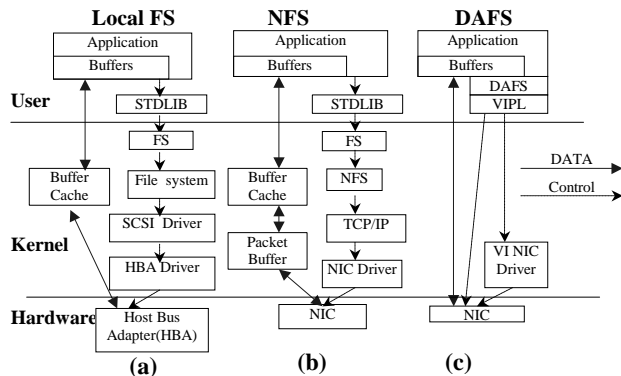 Local FS
NFS
DAFS
Application
Buffers
Application
Buffers
Application
Buffers
DAFS
VIPL
User
STDLIB
STDLIB
FS
FS
Buffer
Cache
File system
Buffer
Cache
NFS
DATA
Control
SCSI Driver
TCP/IP
Kernel
HBA Driver
Packet
Buffer
NIC Driver
VI NIC
Driver
Hardware
Host Bus
Adapter(HBA)
NIC
NIC
(a)
(b)
(c)